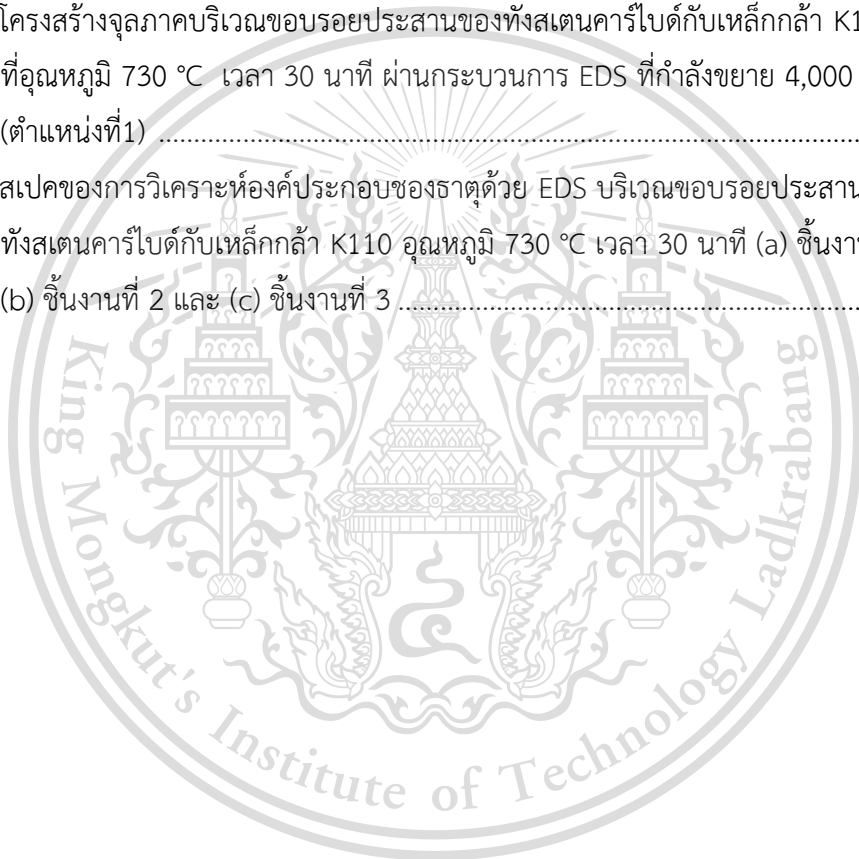 โครงสร้างจุลภาคบริเวณขอบรอยประสานของทังสเตนคาร์ไบด์กับเหล็กกล้า
ที่อุณหภูมิ 730 °C เวลา 30 นาที ผ่านกระบวนการ EDS ที่กำลังขยาย 4,000
(ตำแหน่งที่1) ................................................................................................
สเปคของการวิเคราะห์องค์ประกอบชองธาตุด้วย EDS บริเวณขอบรอยประสาน
ทังสเตนคาร์ไบด์กับเหล็กกล้า K110 อุณหภูมิ 730 °C เวลา 30 นาที (a)
(b) ชิ้นงานที่ 2 และ (c) ชิ้นงานที่ 3 ................................................................
King Mongkut's Institute of Technology Ladkrabang